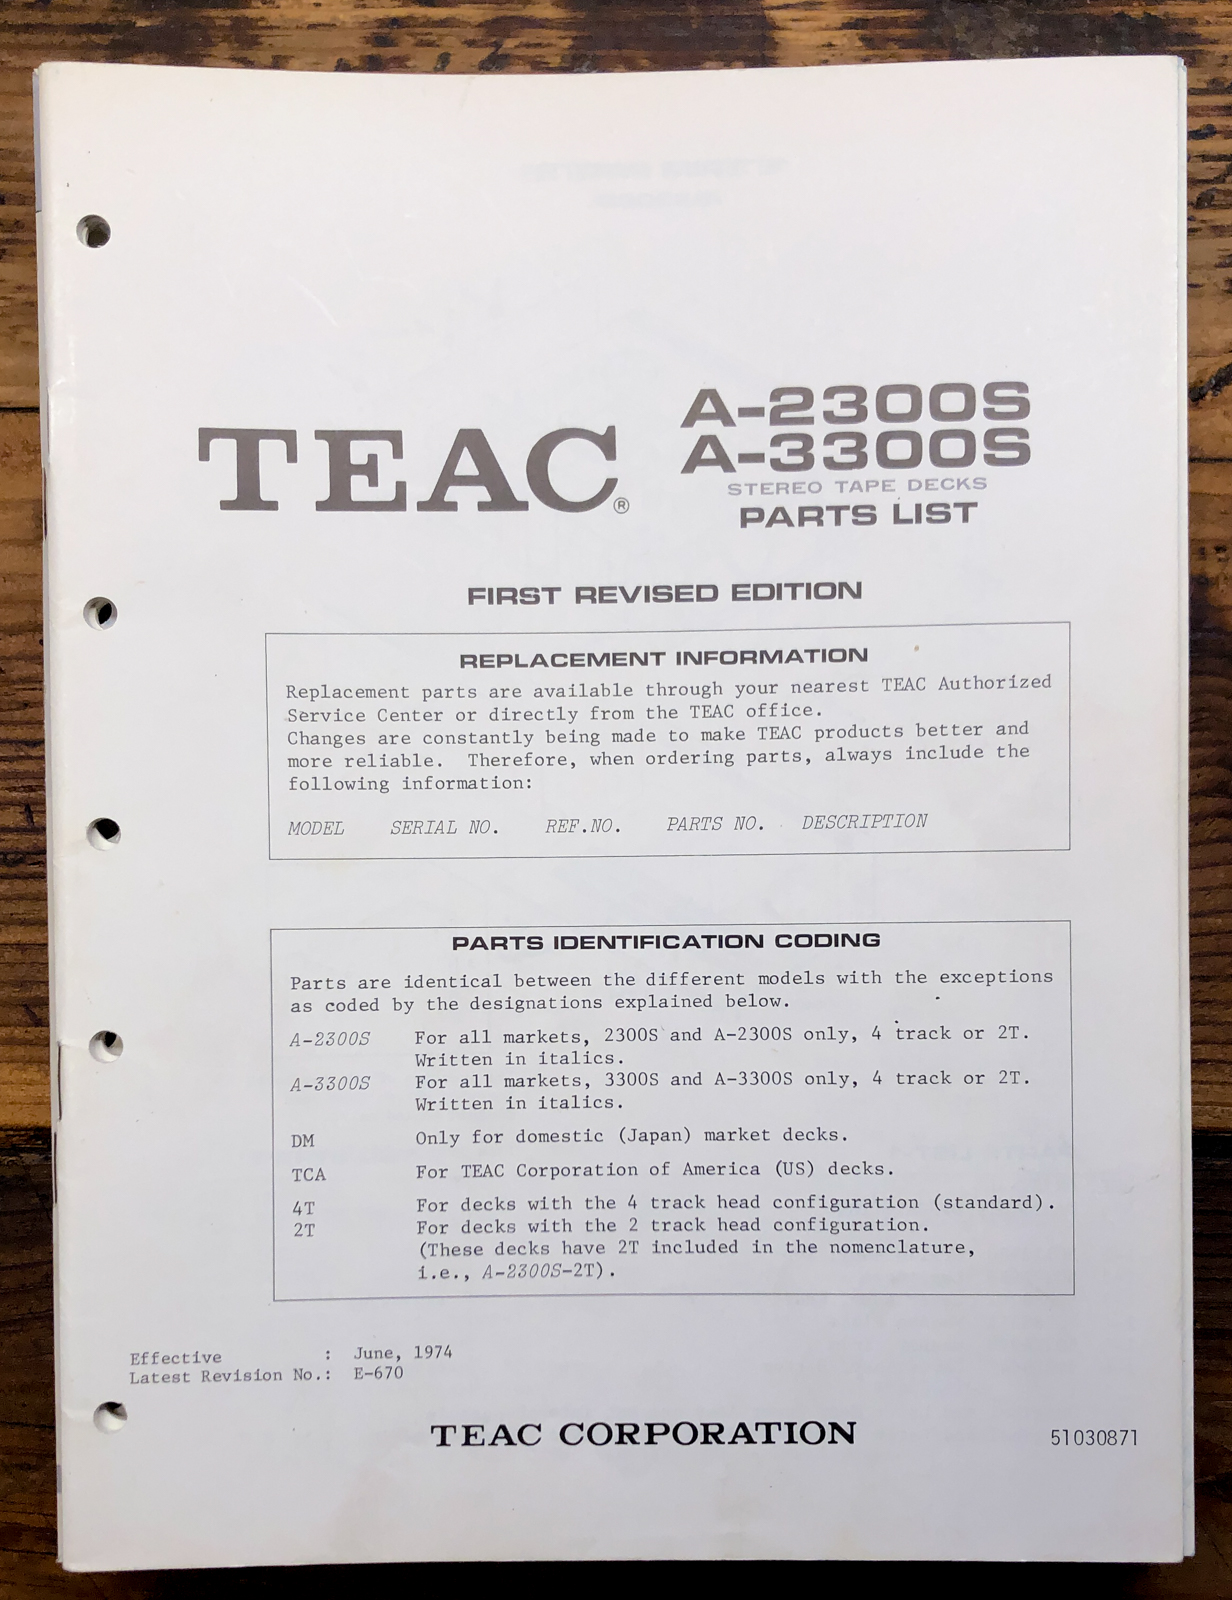 TEAC®
A-2300S
A-3300S
STEREO TAPE DECKS
PARTS LIST
FIRST REVISED EDITION
REPLACEMENT INFORMATION
Replacement parts are available through your nearest TEAC Authorized
Service Center or directly from the TEAC office.
Changes are constantly being made to make TEAC products better and
more reliable. Therefore, when ordering parts, always include the
following information:
MODEL SERIAL NO. REF.NO. PARTS NO. DESCRIPTION
PARTS IDENTIFICATION CODING
Parts are identical between the different models with the exceptions
as coded by the designations explained below.
A-2300S For all markets, 2300S and A-2300S only, 4 track or 2T.
Written in italics.
A-3300S For all markets, 3300S and A-3300S only, 4 track or 2T.
Written in italics.
DM Only for domestic (Japan) market decks.
TCA For TEAC Corporation of America (US) decks.
4T For decks with the 4 track head configuration (standard).
2T For decks with the 2 track head configuration.
(These decks have 2T included in the nomenclature,
i.e., A-2300S-2T).
Effective : June, 1974
Latest Revision No.: E-670
TEAC CORPORATION
51030871